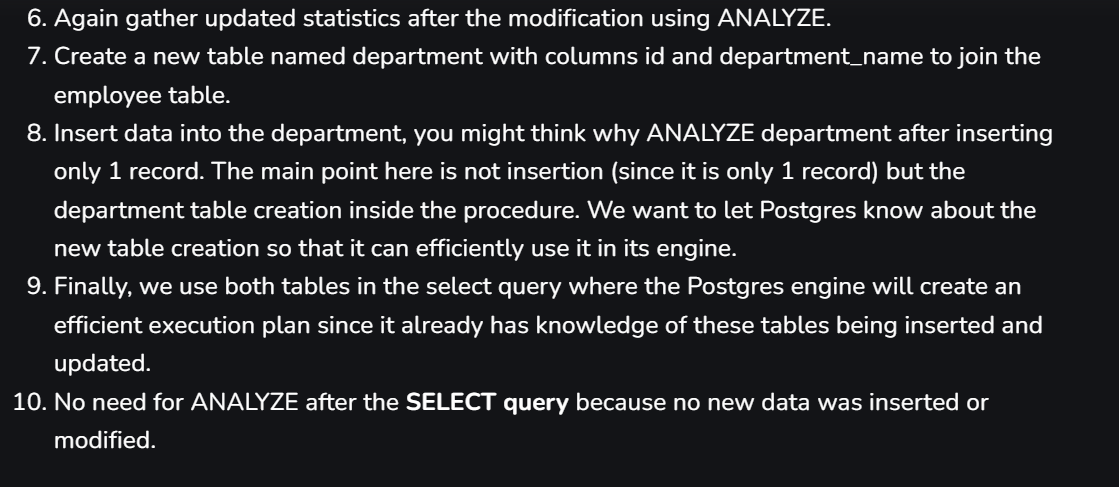 6. Again gather updated statistics after the modification using ANALYZE.
7. Create a new table named department with columns id and department_name to join the
employee table.
8. Insert data into the department, you might think why ANALYZE department after inserting
only 1 record. The main point here is not insertion (since it is only 1 record) but the
department table creation inside the procedure. We want to let Postgres know about the
new table creation so that it can efficiently use it in its engine.
9. Finally, we use both tables in the select query where the Postgres engine will create an
efficient execution plan since it already has knowledge of these tables being inserted and
updated.
10. No need for ANALYZE after the SELECT query because no new data was inserted or
modified.